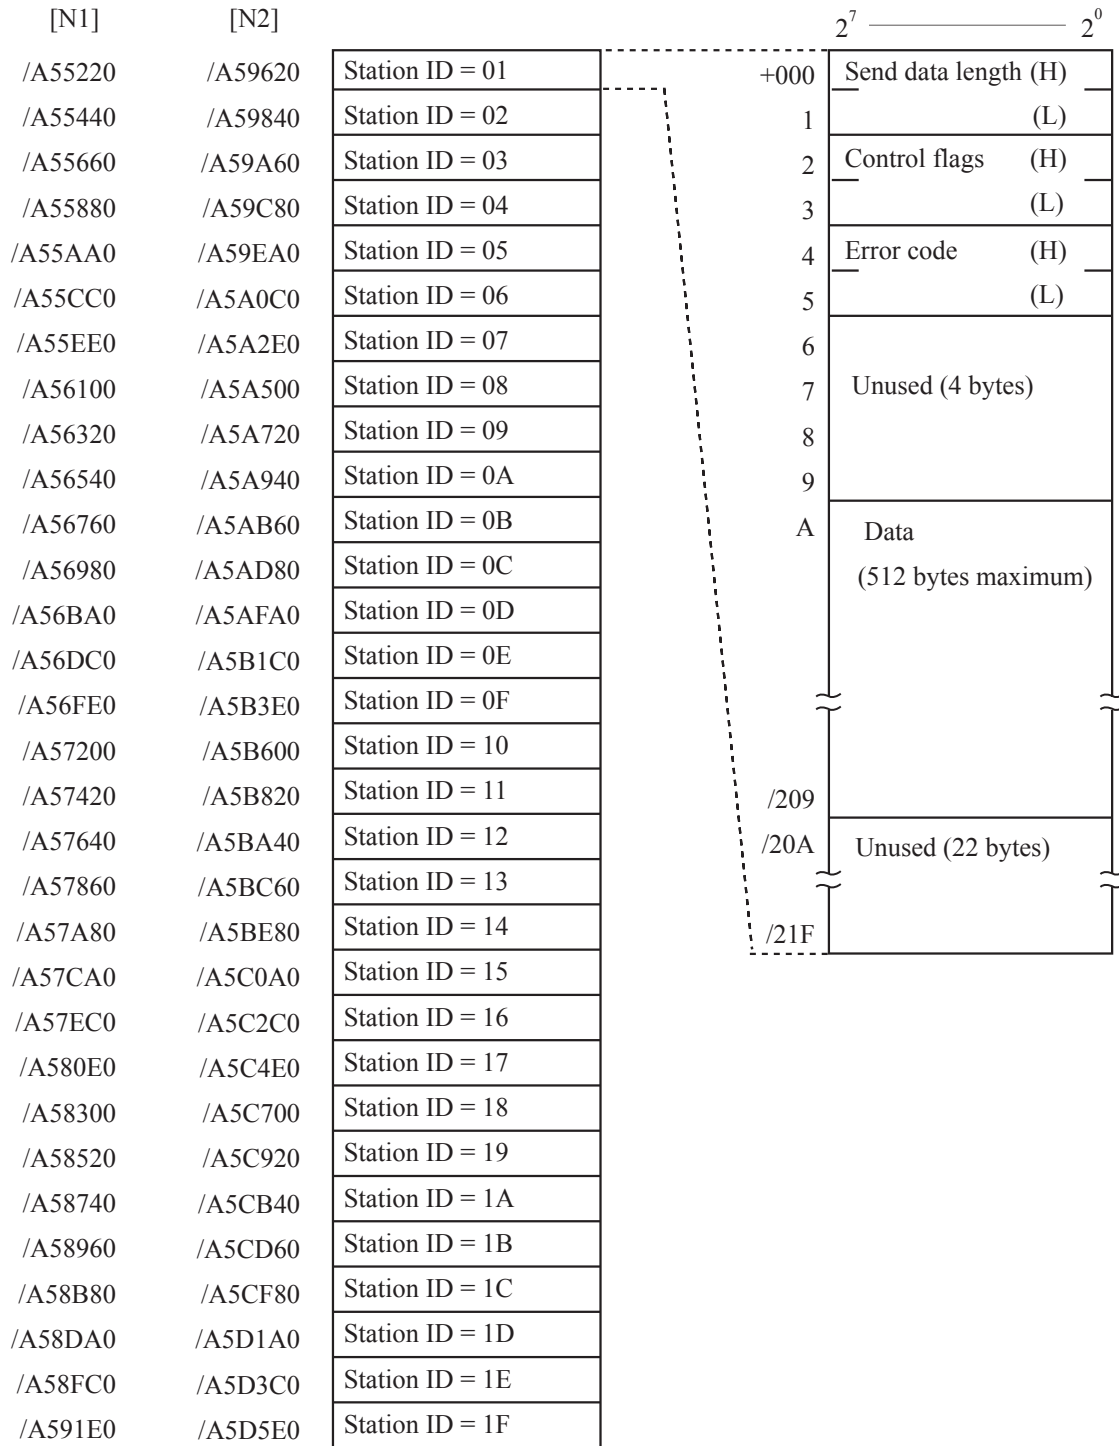 [N1] [N2] 2⁷ 2⁰
/A55220 /A59620 Station ID = 01 +000 Send data length (H)
/A55440 /A59840 Station ID = 02 1 (L)
/A55660 /A59A60 Station ID = 03 2 Control flags (H)
/A55880 /A59C80 Station ID = 04 3 (L)
/A55AA0 /A59EA0 Station ID = 05 4 Error code (H)
/A55CC0 /A5A0C0 Station ID = 06 5 (L)
/A55EE0 /A5A2E0 Station ID = 07 6
/A56100 /A5A500 Station ID = 08 7 Unused (4 bytes)
/A56320 /A5A720 Station ID = 09 8
/A56540 /A5A940 Station ID = 0A 9
/A56760 /A5AB60 Station ID = 0B A Data
/A56980 /A5AD80 Station ID = 0C (512 bytes maximum)
/A56BA0 /A5AFA0 Station ID = 0D
/A56DC0 /A5B1C0 Station ID = 0E
/A56FE0 /A5B3E0 Station ID = 0F
/A57200 /A5B600 Station ID = 10
/A57420 /A5B820 Station ID = 11 /209
/A57640 /A5BA40 Station ID = 12 /20A Unused (22 bytes)
/A57860 /A5BC60 Station ID = 13
/A57A80 /A5BE80 Station ID = 14 /21F
/A57CA0 /A5C0A0 Station ID = 15
/A57EC0 /A5C2C0 Station ID = 16
/A580E0 /A5C4E0 Station ID = 17
/A58300 /A5C700 Station ID = 18
/A58520 /A5C920 Station ID = 19
/A58740 /A5CB40 Station ID = 1A
/A58960 /A5CD60 Station ID = 1B
/A58B80 /A5CF80 Station ID = 1C
/A58DA0 /A5D1A0 Station ID = 1D
/A58FC0 /A5D3C0 Station ID = 1E
/A591E0 /A5D5E0 Station ID = 1F